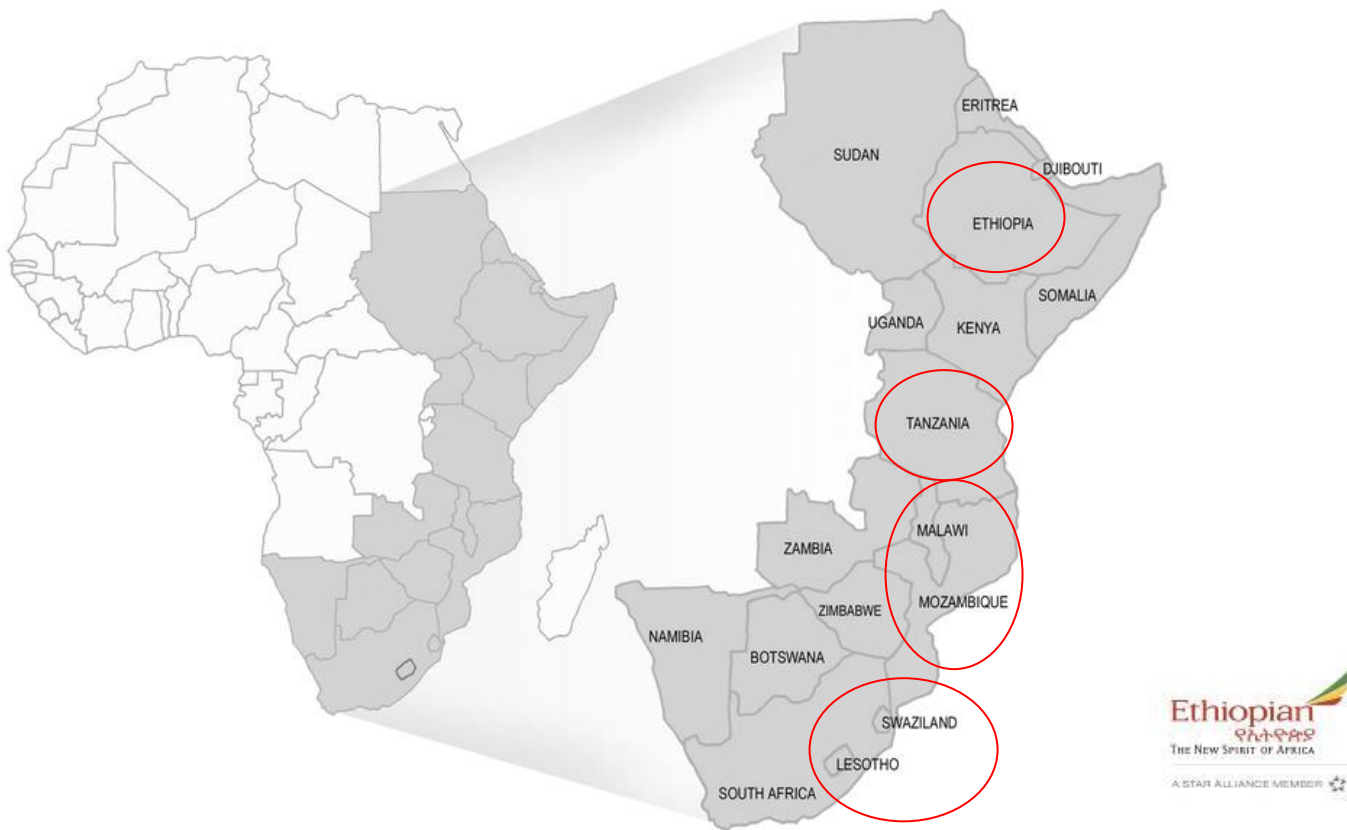 ERITREA
SUDAN
DJIBOUTI
ETHIOPIA
SOMALIA
UGANDA
KENYA
TANZANIA
MALAWI
ZAMBIA
MOZAMBIQUE
ZIMBABWE
NAMIBIA
BOTSWANA
SWAZILAND
LESOTHO
SOUTH AFRICA
Ethiopian
የኢትዮጵያ
THE NEW SPIRIT OF AFRICA
A STAR ALLIANCE MEMBER